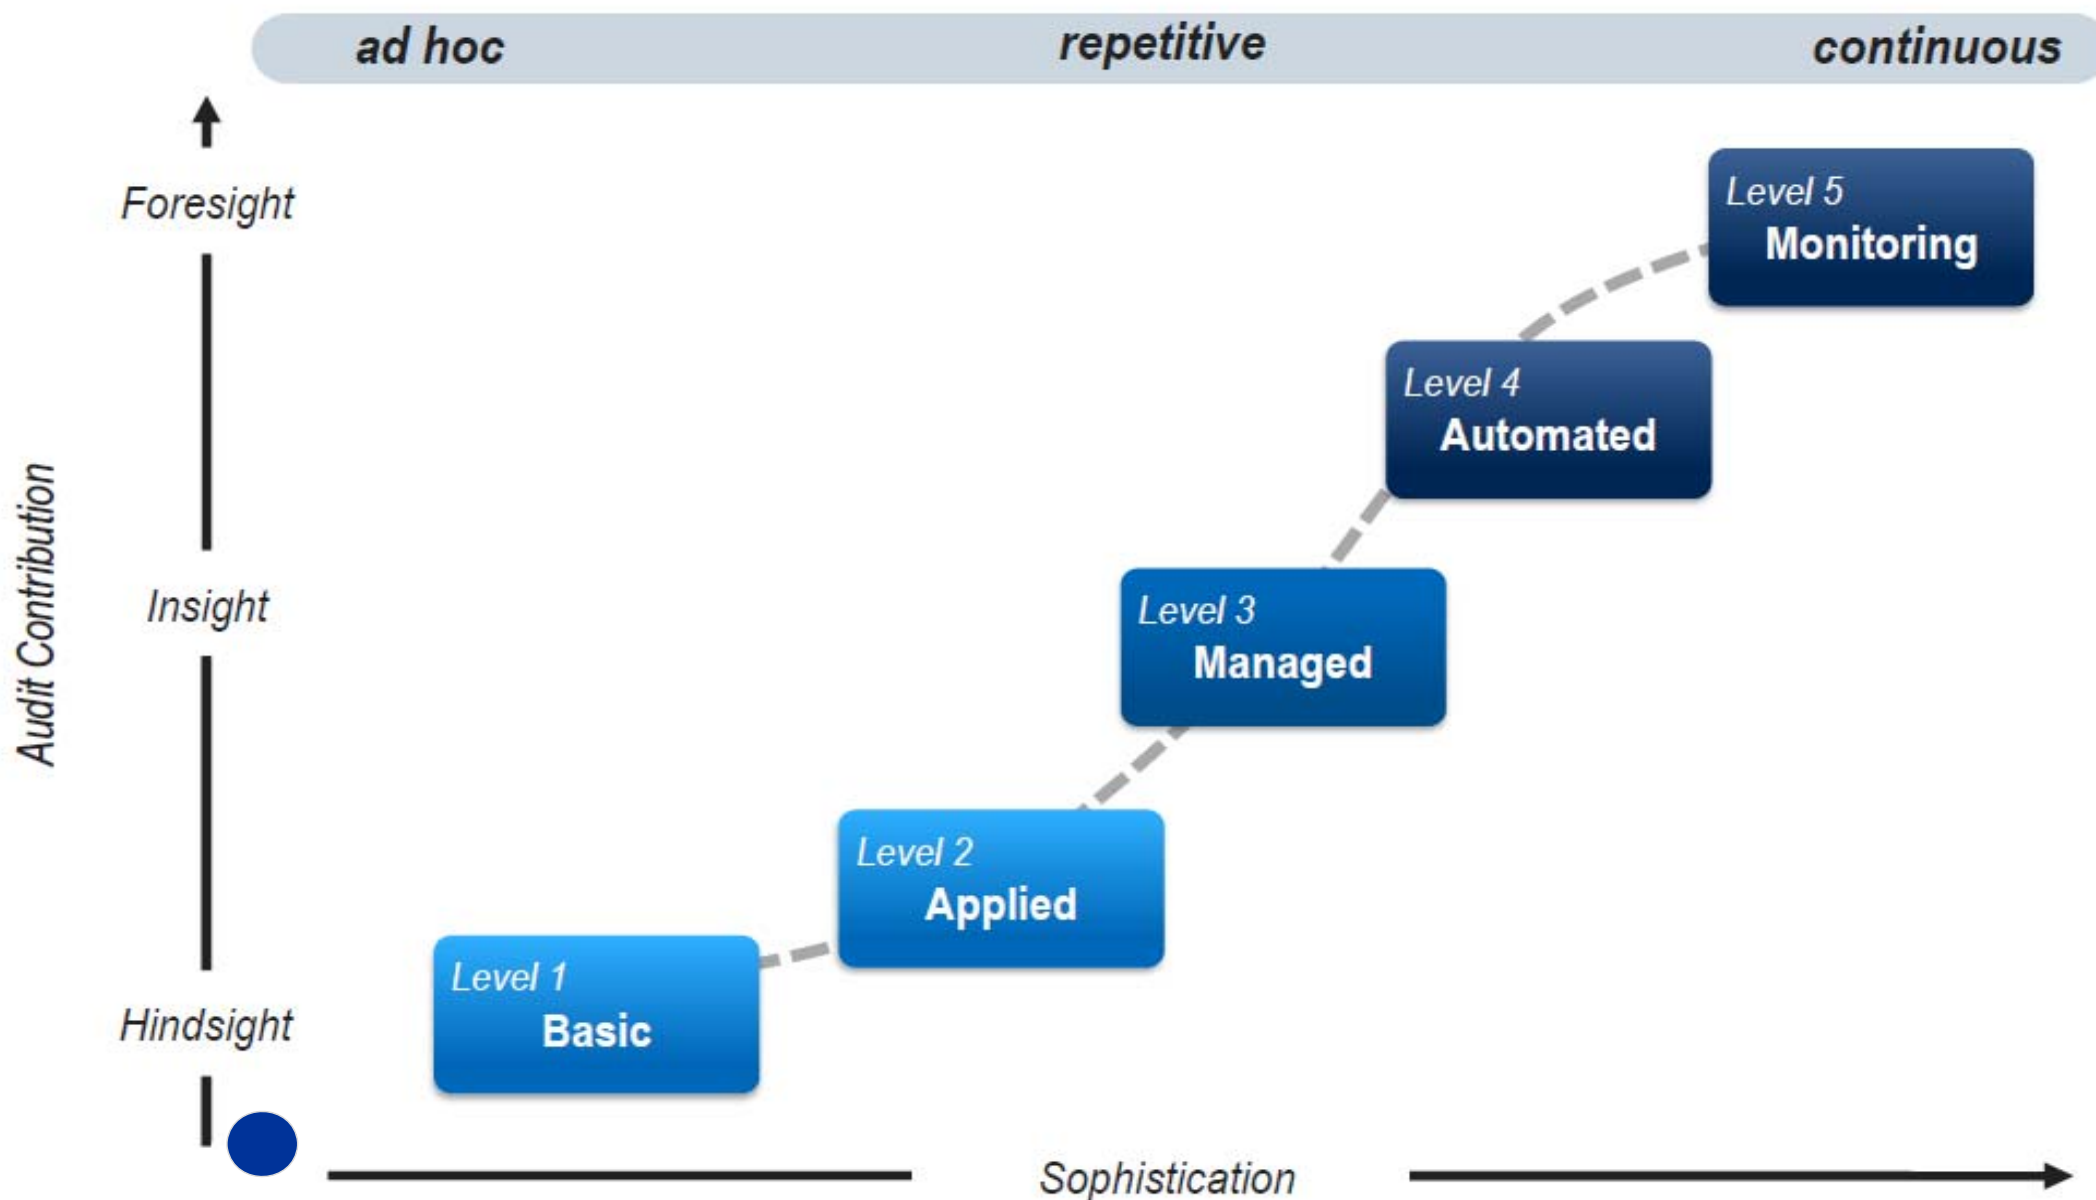 ad hoc repetitive continuous
Foresight
Level 5
Monitoring
Level 4
Automated
Audit Contribution
Insight
Level 3
Managed
Level 2
Applied
Level 1
Basic
Hindsight
Sophistication